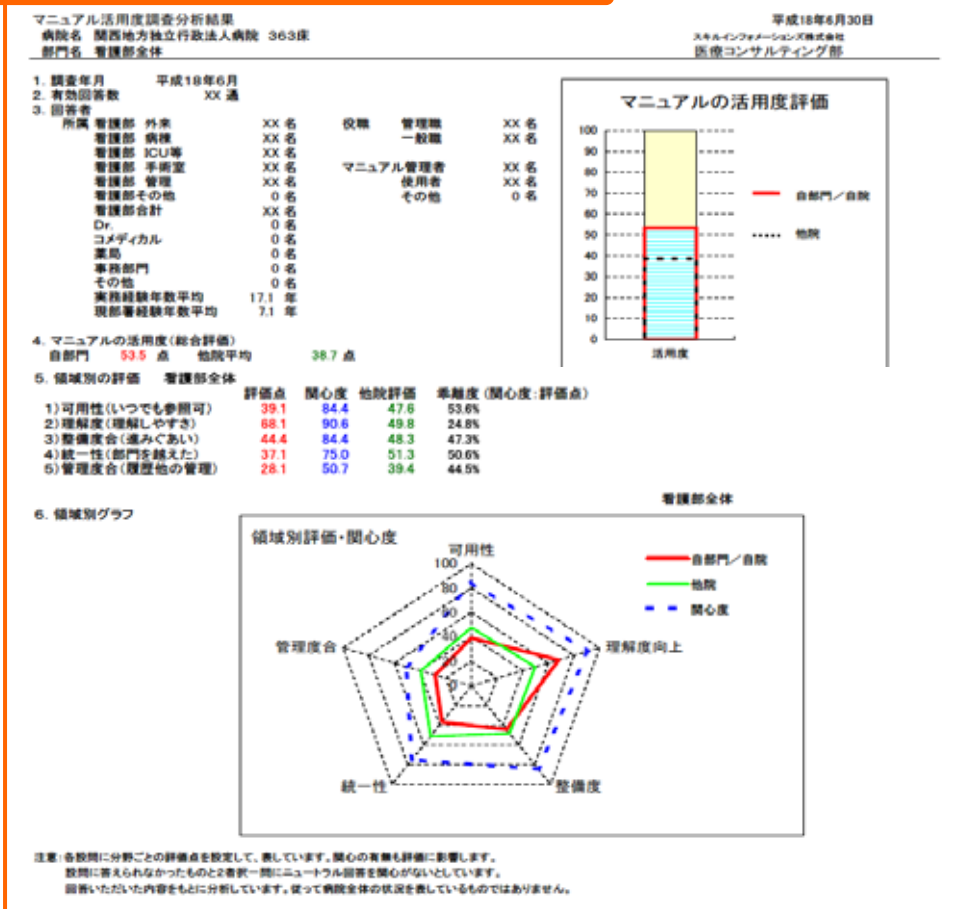 マニュアル活用度調査分析結果 平成18年6月30日
病院名 関西地方独立行政法人病院 363床 スキルインフォメーションズ株式会社
部門名 看護部全体 医療コンサルティング部
1. 調査年月 平成18年6月
2. 有効回答数 XX 通
3. 回答者
所属 看護部 外来 XX 名 役職 管理職 XX 名
看護部 病棟 XX 名 一般職 XX 名
看護部 ICU等 XX 名
看護部 手術室 XX 名 マニュアル管理者 XX 名
看護部 管理 XX 名 使用者 XX 名
看護部その他 0 名 その他 0 名
看護部合計 XX 名
Dr. 0 名
コメディカル 0 名
薬局 0 名
事務部門 0 名
その他 0 名
実務経験年数平均 17.1 年
現部署経験年数平均 7.1 年
マニュアルの活用度評価
100
90
80
70
60
50
40
30
20
10
0
活用度
自部門／自院
他院
4. マニュアルの活用度(総合評価)
自部門 53.5 点 他院平均 38.7 点
5. 領域別の評価 看護部全体
評価点 関心度 他院評価 乖離度(関心度:評価点)
1)可用性(いつでも参照可) 39.1 84.4 47.6 53.6%
2)理解度(理解しやすき) 68.1 90.6 49.8 24.8%
3)整備度合(進みぐあい) 44.4 84.4 48.3 47.3%
4)統一性(部門を越えた) 37.1 75.0 51.3 50.6%
5)管理度合(履歴他の管理) 28.1 50.7 39.4 44.5%
看護部全体
6. 領域別グラフ
領域別評価・関心度
可用性
100
80
60
40
20
0
理解度向上
整備度
統一性
管理度合
自部門／自院
他院
関心度
注意:各設問に分野ごとの評価点を設定して、表しています。関心の有無も評価に影響します。
設問に答えられなかったものと2者択一問にニュートラル回答を関心がないとしています。
回答いただいた内容をもとに分析しています。従って病院全体の状況を表しているものではありません。